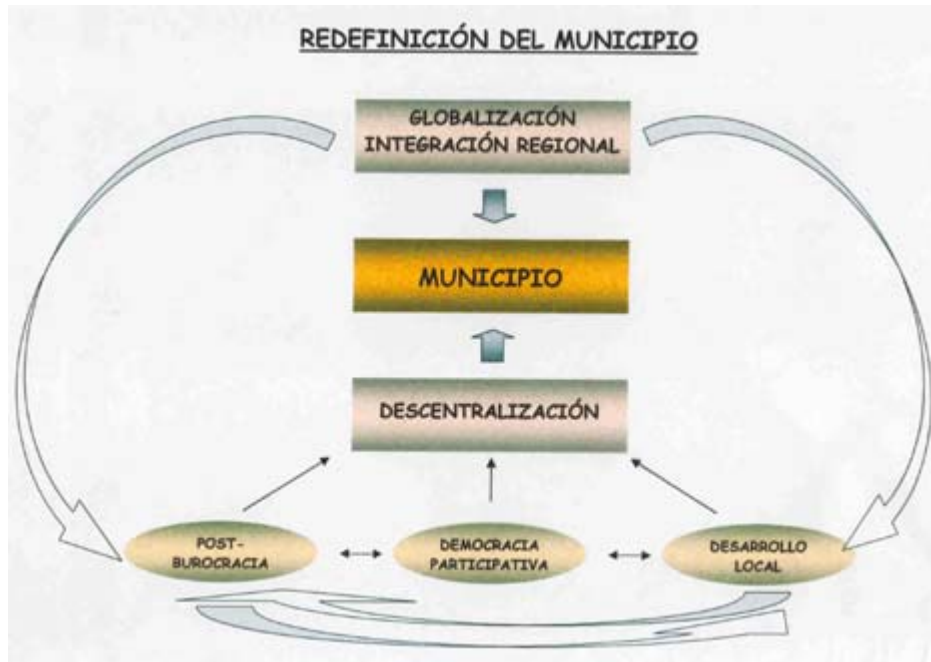 REDEFINICIÓN DEL MUNICIPIO
GLOBALIZACIÓN
INTEGRACIÓN REGIONAL
MUNICIPIO
DESCENTRALIZACIÓN
POST-
BUROCRACIA
DEMOCRACIA
PARTICIPATIVA
DESARROLLO
LOCAL